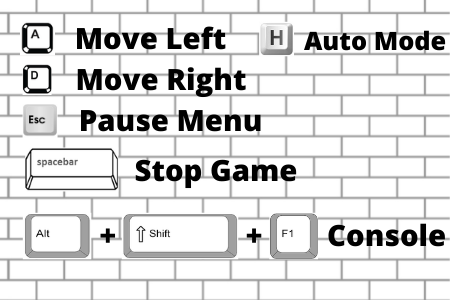 A Move Left H Auto Mode
D Move Right
Esc Pause Menu
spacebar Stop Game
Alt + ⇧ Shift + F1 Console